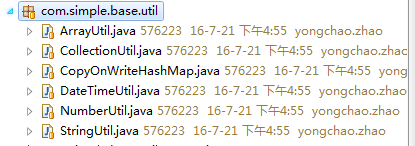 com.simple.base.util
ArrayUtil.java 576223 16-7-21 下午4:55 yongchao.zhao
CollectionUtil.java 576223 16-7-21 下午4:55 yongchao.zhao
CopyOnWriteHashMap.java 576223 16-7-21 下午4:55 yongchao.zhao
DateTimeUtil.java 576223 16-7-21 下午4:55 yongchao.zhao
NumberUtil.java 576223 16-7-21 下午4:55 yongchao.zhao
StringUtil.java 576223 16-7-21 下午4:55 yongchao.zhao